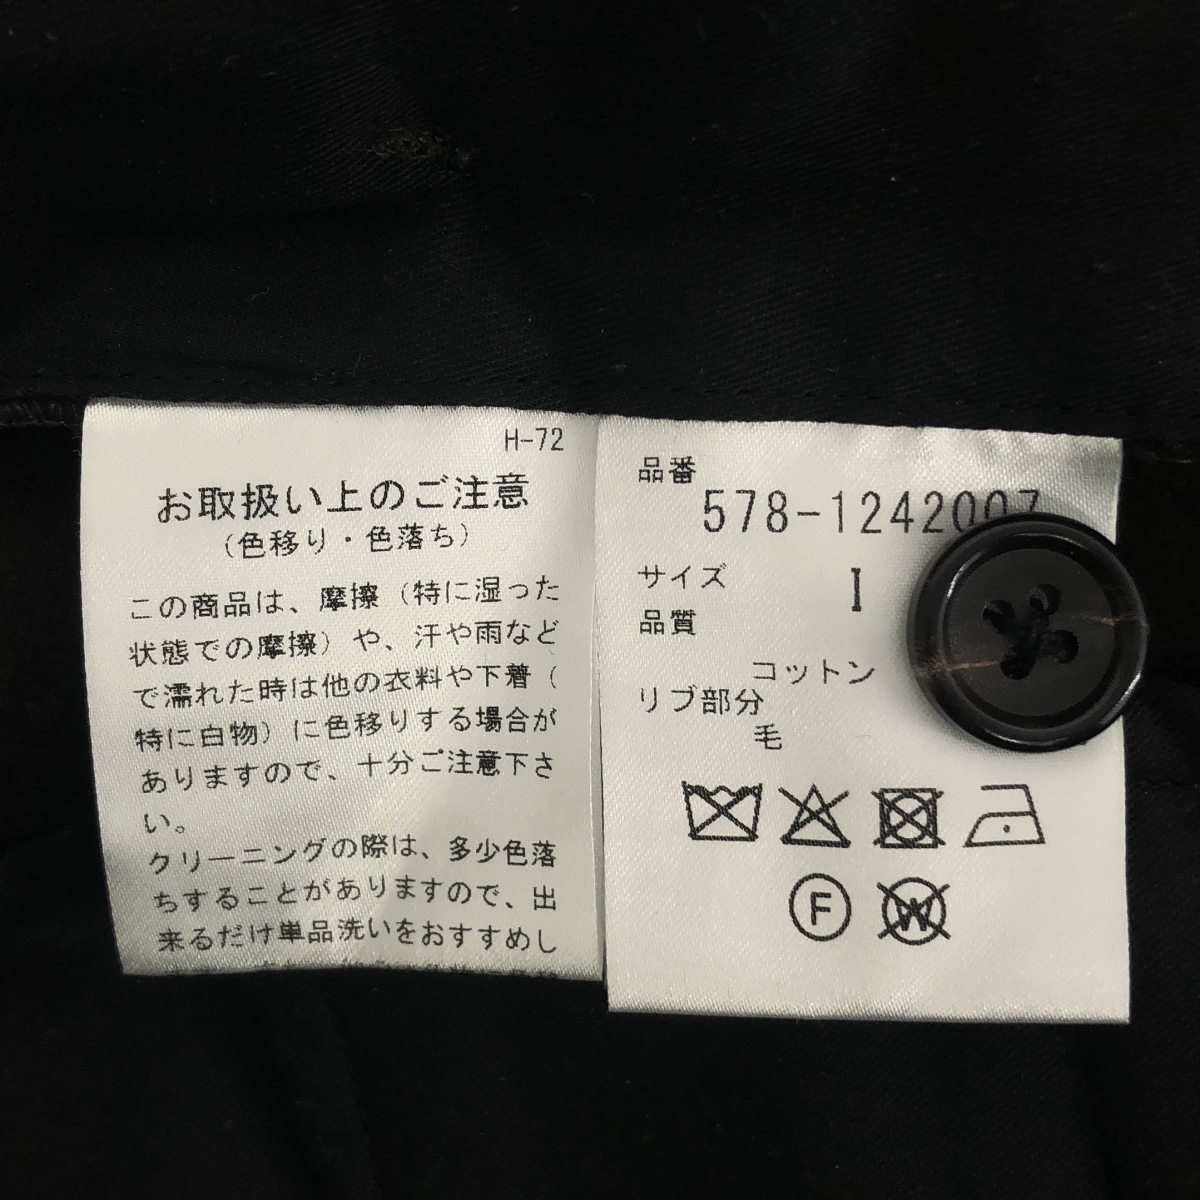 H-72
お取扱い上のご注意
（色移り・色落ち）
この商品は、摩擦（特に湿った
状態での摩擦）や、汗や雨など
で濡れた時は他の衣料や下着（
特に白物）に色移りする場合が
ありますので、十分ご注意下さ
い。
クリーニングの際は、多少色落
ちすることがありますので、出
来るだけ単品洗いをおすすめし
品番
578-1242007
サイズ I
品質
コットン
リブ部分
毛
F W